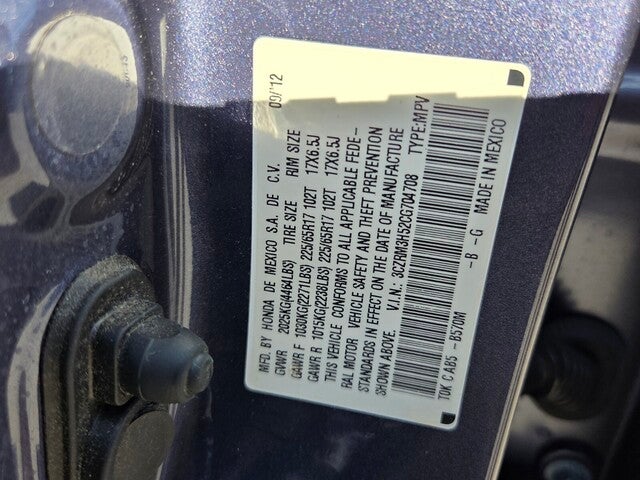 MFD. BY HONDA DE MEXICO S.A. DE C.V. 09/12
GVWR 2025KG(4464LBS) TIRE SIZE RIM SIZE
GAWR F 1030KG(2271LBS) 225/65R17 102T 17X6.5J
GAWR R 1015KG(2238LBS) 225/65R17 102T 17X6.5J
THIS VEHICLE CONFORMS TO ALL APPLICABLE FEDE-
RAL MOTOR VEHICLE SAFETY AND THEFT PREVENTION
STANDARDS IN EFFECT ON THE DATE OF MANUFACTURE
SHOWN ABOVE. V.I.N.: 3CZRM3H52CG704708 TYPE:MPV
TOK C AB5 -B570M -B -G MADE IN MEXICO